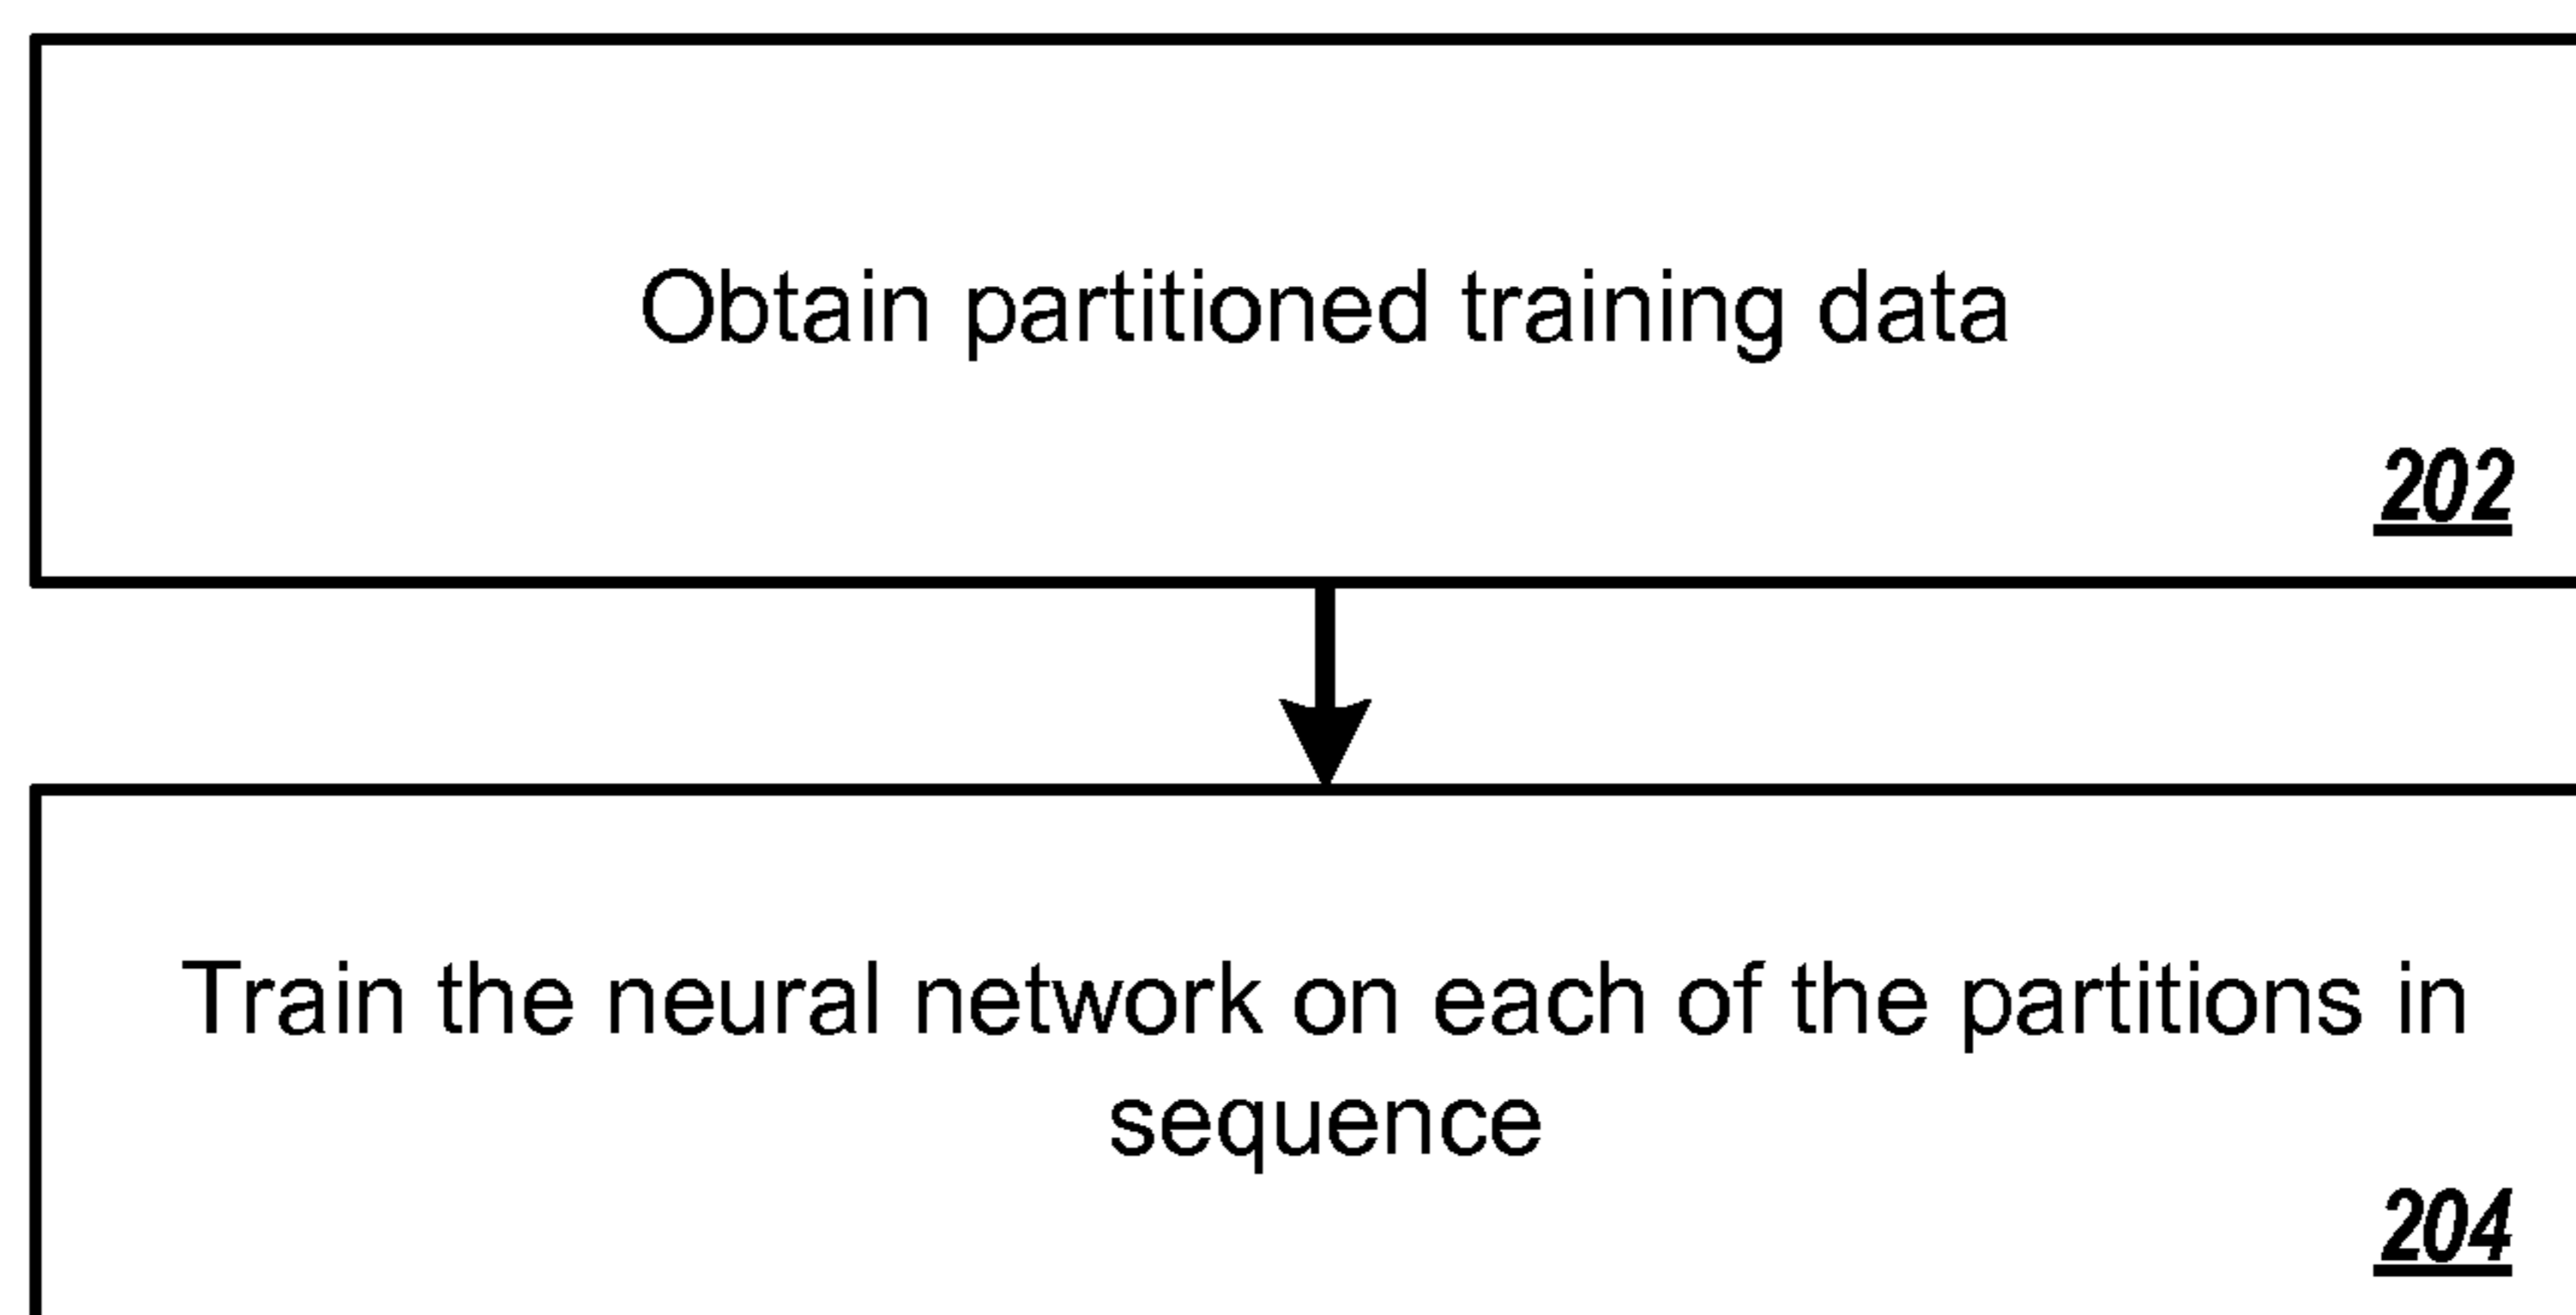 Obtain partitioned training data
202
Train the neural network on each of the partitions in
sequence
204